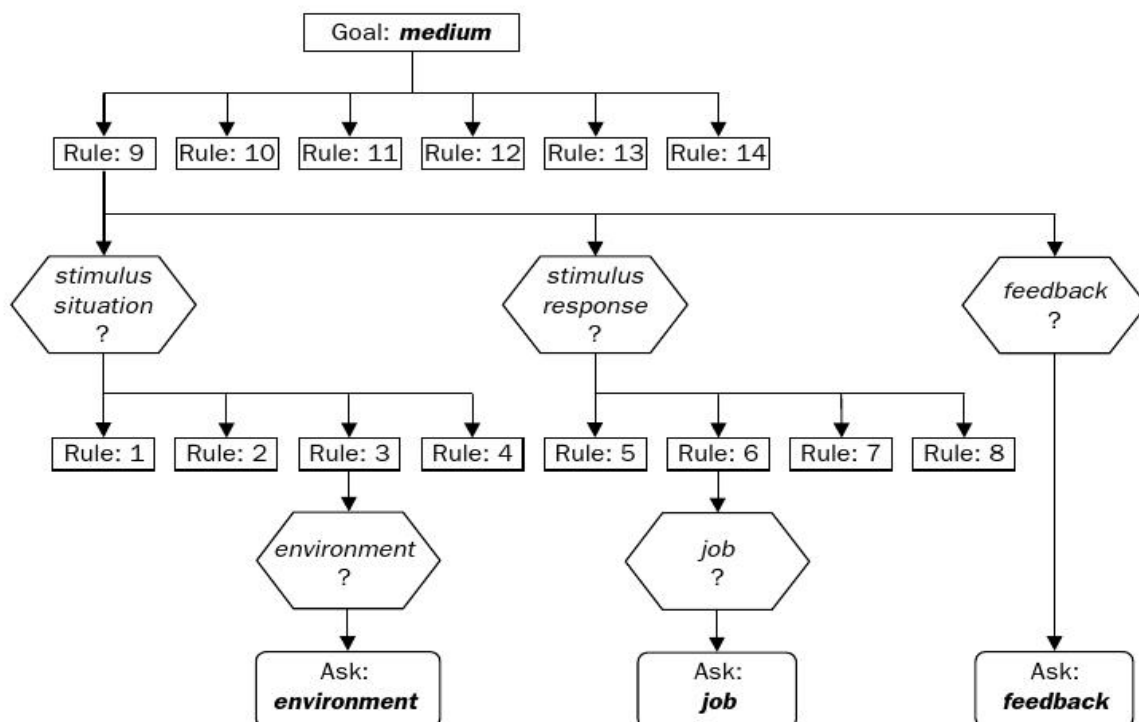 Goal: medium
Rule: 9
Rule: 10
Rule: 11
Rule: 12
Rule: 13
Rule: 14
stimulus
situation
?
stimulus
response
?
feedback
?
Rule: 1
Rule: 2
Rule: 3
Rule: 4
Rule: 5
Rule: 6
Rule: 7
Rule: 8
environment
?
job
?
Ask:
environment
Ask:
job
Ask:
feedback